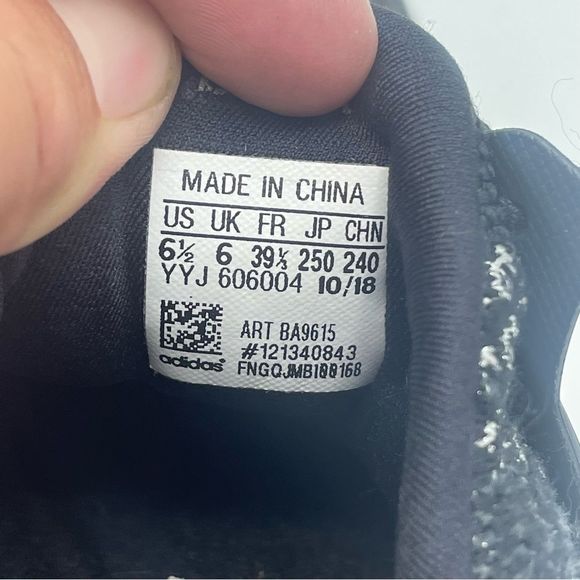 MADE IN CHINA
US UK FR JP CHN
6½ 6 39⅓ 250 240
YYJ 606004 10/18
ART BA9615
#121340843
adidas® FNGQJMBI00168